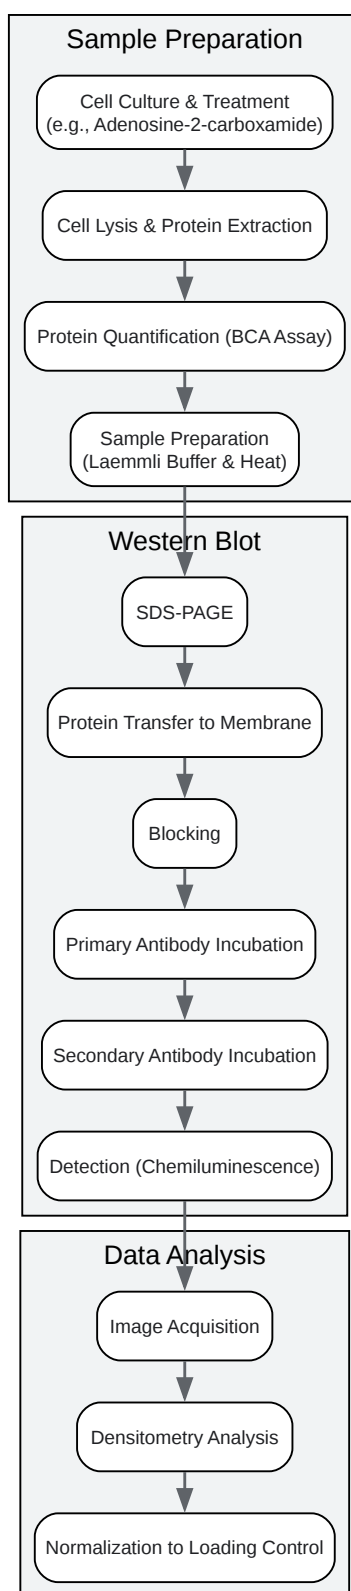 Sample Preparation
Cell Culture & Treatment
(e.g., Adenosine-2-carboxamide)
Cell Lysis & Protein Extraction
Protein Quantification (BCA Assay)
Sample Preparation
(Laemmli Buffer & Heat)
Western Blot
SDS-PAGE
Protein Transfer to Membrane
Blocking
Primary Antibody Incubation
Secondary Antibody Incubation
Detection (Chemiluminescence)
Data Analysis
Image Acquisition
Densitometry Analysis
Normalization to Loading Control